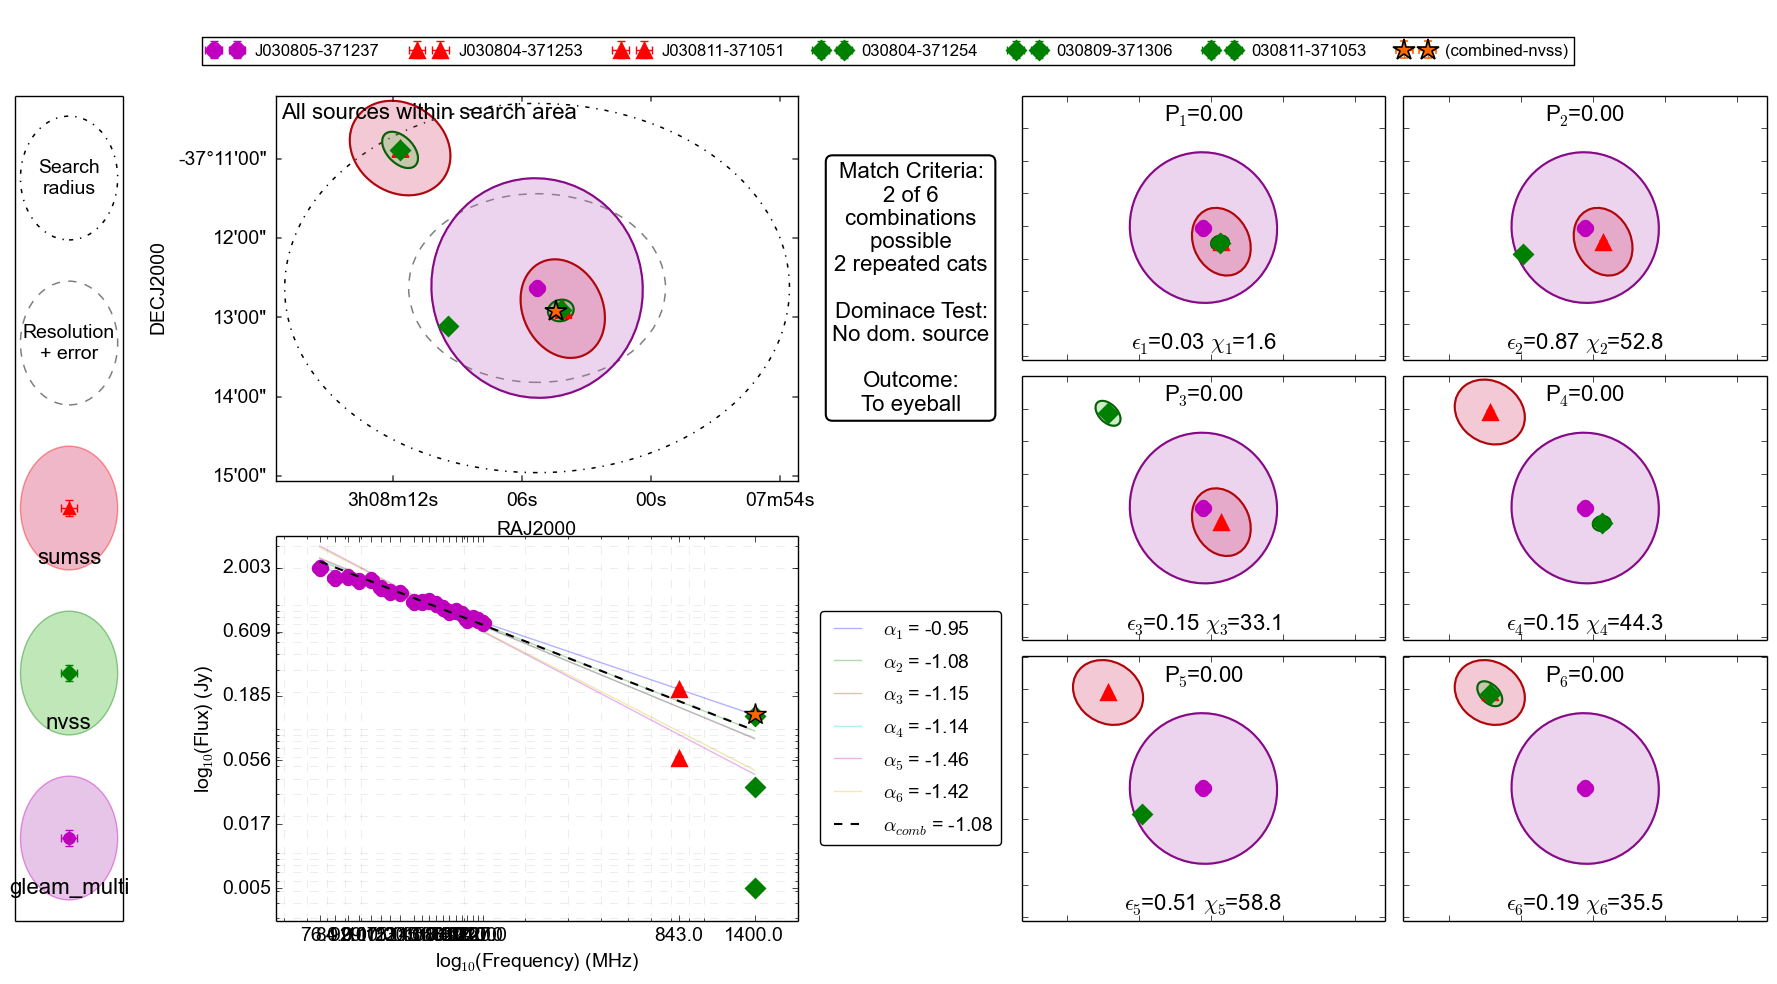 J030805-371237 J030804-371253 J030811-371051 030804-371254 030809-371306 030811-371053 (combined-nvss)
Search
radius
Resolution
+ error
sumss
nvss
gleam_multi
All sources within search area
DECJ2000
-37°11'00"
12'00"
13'00"
14'00"
15'00"
3h08m12s 06s 00s 07m54s
RAJ2000
Match Criteria:
2 of 6
combinations
possible
2 repeated cats
Dominace Test:
No dom. source
Outcome:
To eyeball
log10(Flux) (Jy)
2.003
0.609
0.185
0.056
0.017
0.005
843.0 1400.0
log10(Frequency) (MHz)
α1 = -0.95
α2 = -1.08
α3 = -1.15
α4 = -1.14
α5 = -1.46
α6 = -1.42
αcomb = -1.08
P1=0.00
ϵ1=0.03 χ1=1.6
P2=0.00
ϵ2=0.87 χ2=52.8
P3=0.00
ϵ3=0.15 χ3=33.1
P4=0.00
ϵ4=0.15 χ4=44.3
P5=0.00
ϵ5=0.51 χ5=58.8
P6=0.00
ϵ6=0.19 χ6=35.5